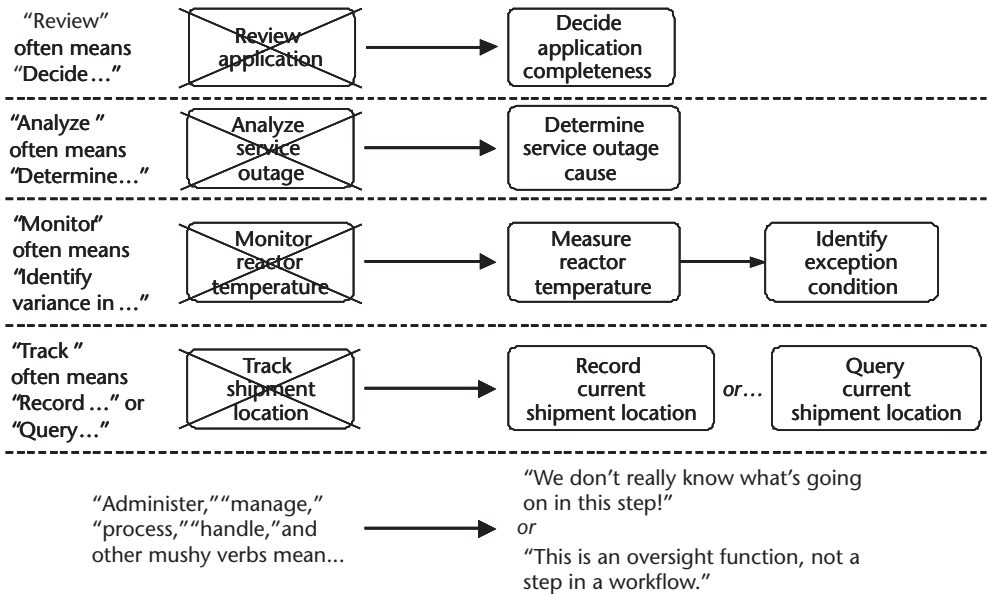 “Review”
often means
“Decide…”
Review
application
Decide
application
completeness
“Analyze ”
often means
“Determine…”
Analyze
service
outage
Determine
service outage
cause
“Monitor”
often means
“Identify
variance in …”
Monitor
reactor
temperature
Measure
reactor
temperature
Identify
exception
condition
“Track ”
often means
“Record …” or
“Query…”
Track
shipment
location
Record
current
shipment location
or…
Query
current
shipment location
“Administer,” “manage,”
“process,” “handle,” and
other mushy verbs mean...
“We don’t really know what’s going
on in this step!”
or
“This is an oversight function, not a
step in a workflow.”